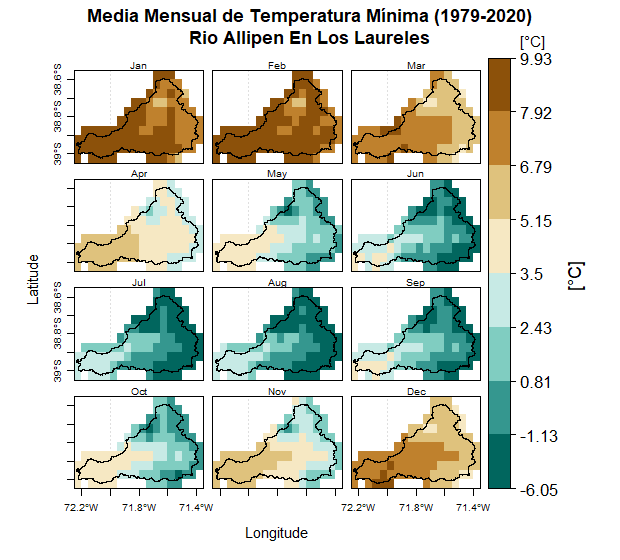 Media Mensual de Temperatura Mínima (1979-2020)
Rio Allipen En Los Laureles
[°C]
Jan Feb Mar
38.6°S
38.8°S
39°S
Apr May Jun
Jul Aug Sep
38.6°S
38.8°S
39°S
Oct Nov Dec
72.2°W 71.8°W 71.4°W
72.2°W 71.8°W 71.4°W
9.93
7.92
6.79
5.15
3.5
2.43
0.81
-1.13
-6.05
[°C]
Latitude
Longitude